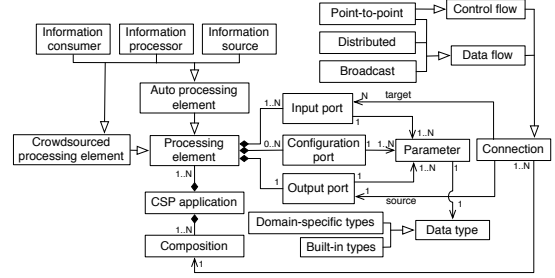 Point-to-point
Control flow
Information
consumer
Information
processor
Information
source
Distributed
Data flow
Broadcast
Auto processing
element
N
target
1..N
Input port
1
1..N
Crowdsourced
processing element
Processing
element
0..N
Configuration
port
1
1..N
Parameter
Connection
1..N
1..N
1
Output port
1
1..N
1
1
source
CSP application
Domain-specific types
1
Data type
1..N
Built-in types
Composition
1